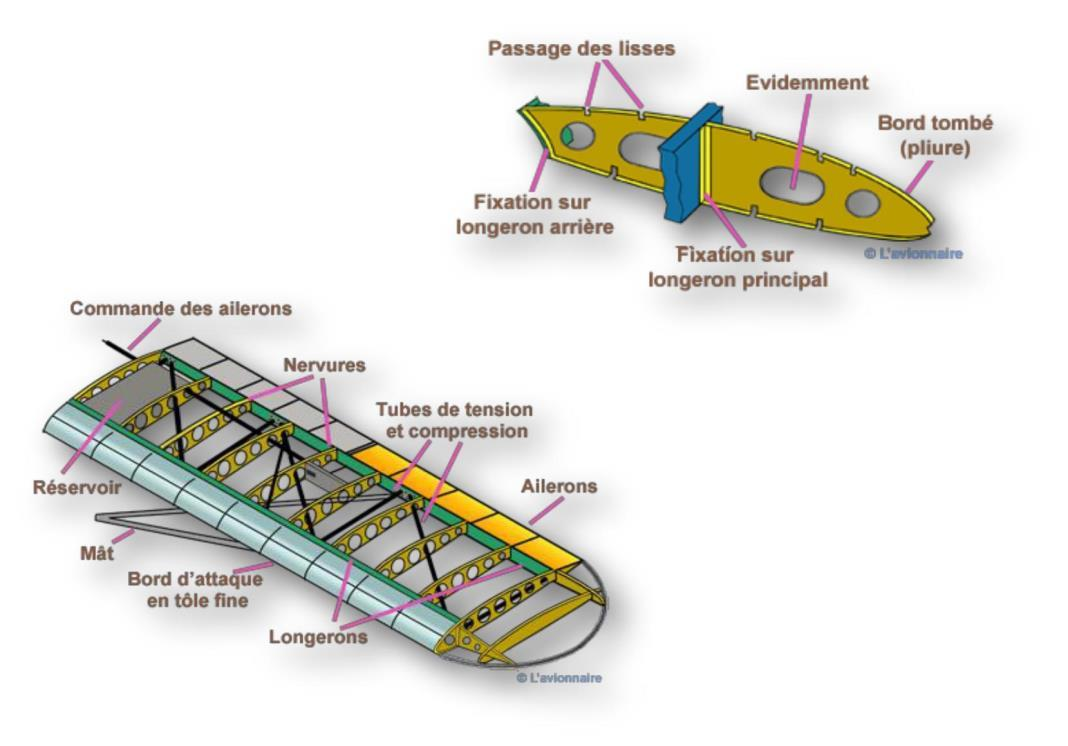 Passage des lisses
Evidemment
Bord tombé
(pliure)
Fixation sur
longeron arrière
Fixation sur
longeron principal
© L'avionnaire
Commande des ailerons
Nervures
Tubes de tension
et compression
Réservoir
Ailerons
Mât
Bord d'attaque
en tôle fine
Longerons
© L'avionnaire